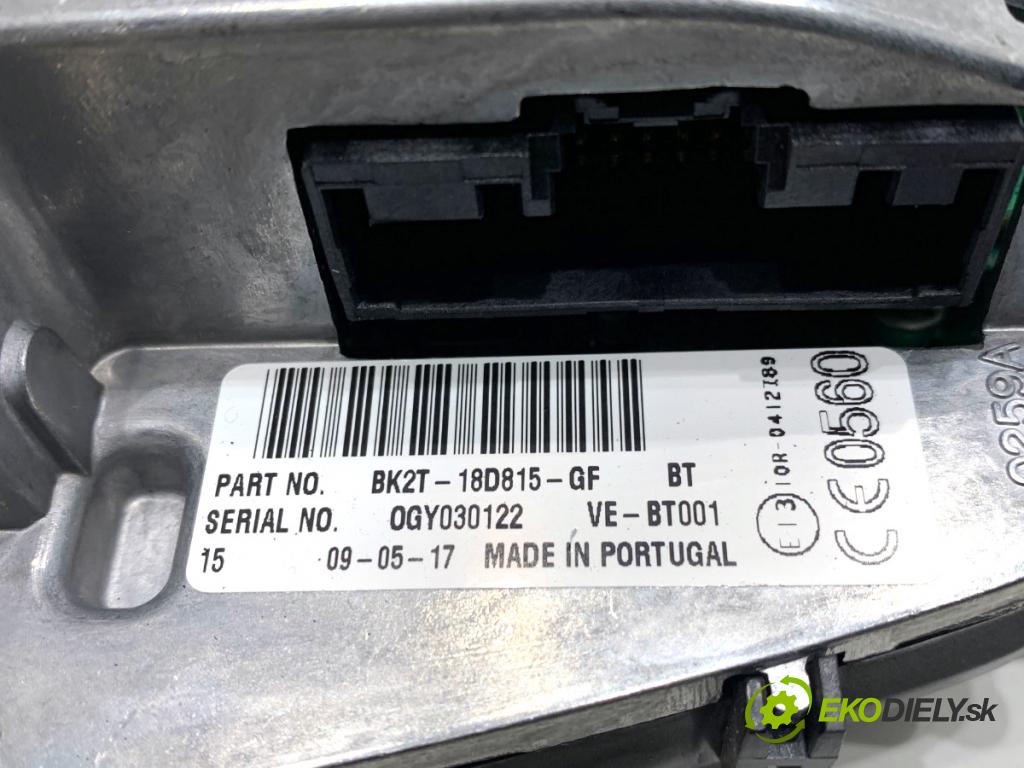 PART NO. BK2T-18D815-GF BT
SERIAL NO. OGY030122 VE-BT001
15 09-05-17 MADE IN PORTUGAL
E13 10R-0412789
CE0560
0259A
EKODIELY.sk